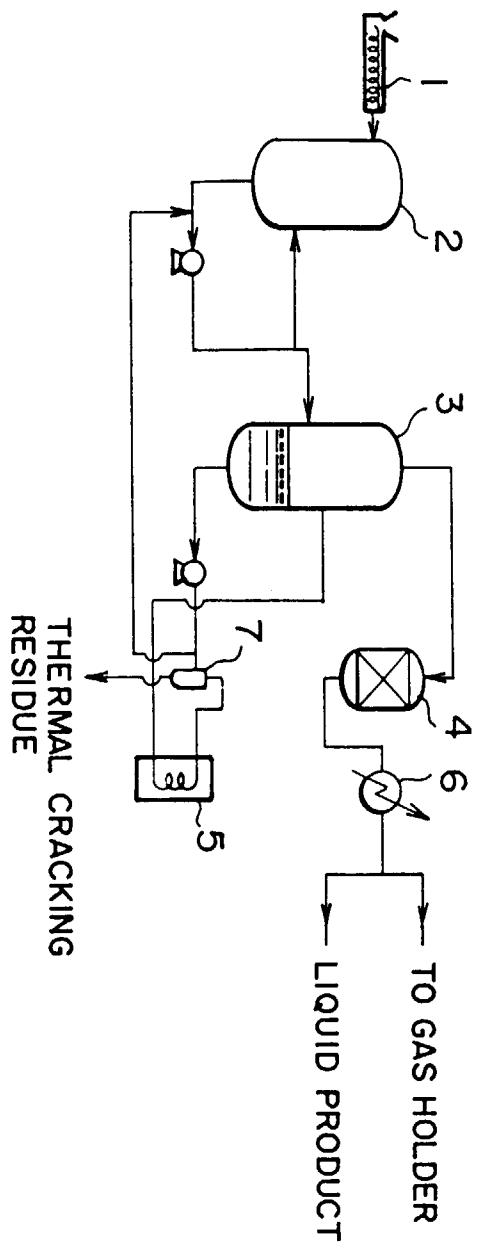 1
2
3
4
6
7
5
TO GAS HOLDER
LIQUID PRODUCT
THERMAL CRACKING
RESIDUE